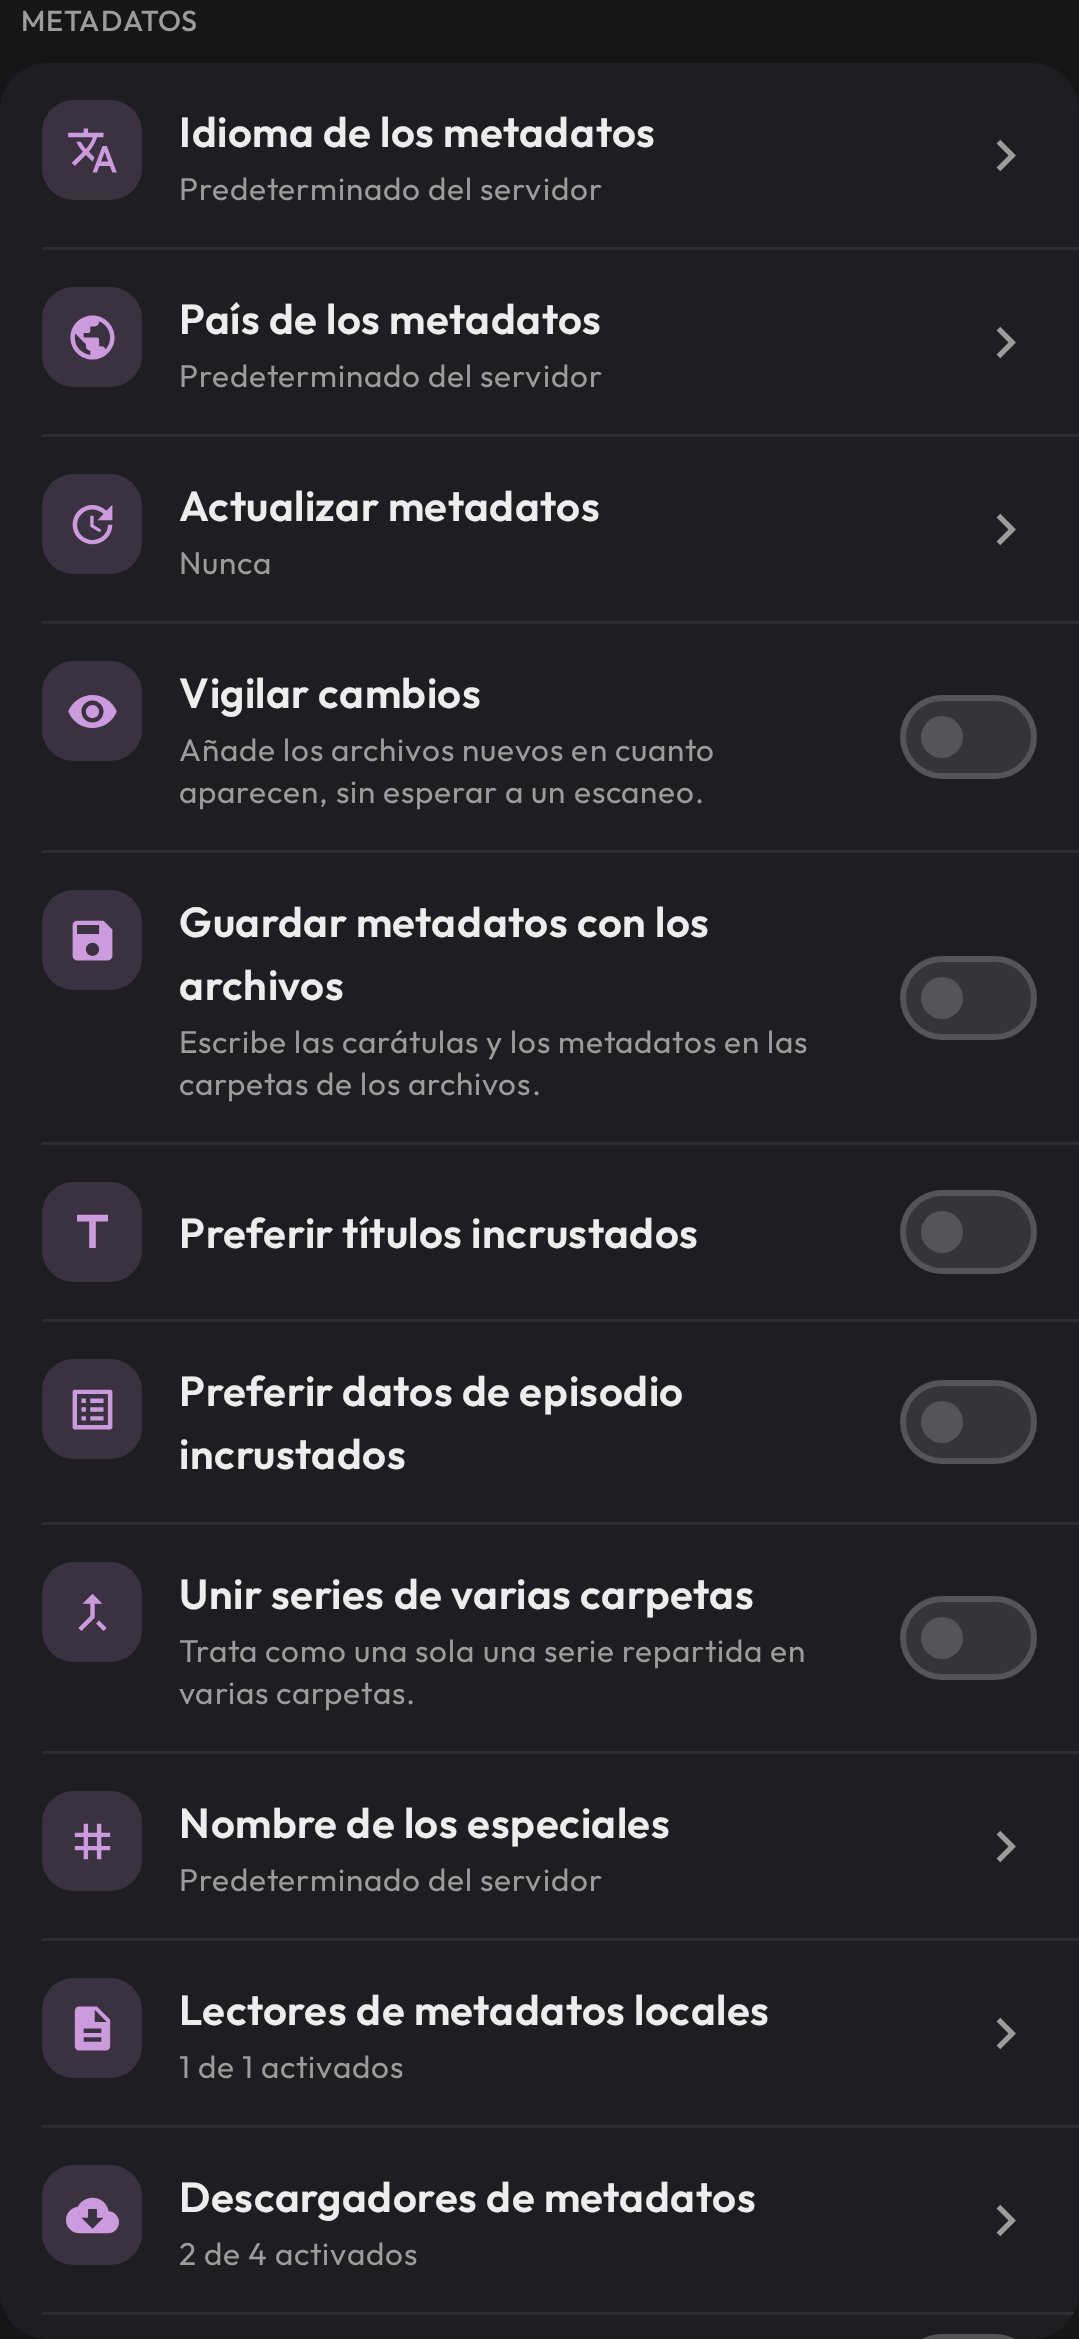 METADATOS
Idioma de los metadatos
Predeterminado del servidor
País de los metadatos
Predeterminado del servidor
Actualizar metadatos
Nunca
Vigilar cambios
Añade los archivos nuevos en cuanto
aparecen, sin esperar a un escaneo.
Guardar metadatos con los
archivos
Escribe las carátulas y los metadatos en las
carpetas de los archivos.
Preferir títulos incrustados
Preferir datos de episodio
incrustados
Unir series de varias carpetas
Trata como una sola una serie repartida en
varias carpetas.
Nombre de los especiales
Predeterminado del servidor
Lectores de metadatos locales
1 de 1 activados
Descargadores de metadatos
2 de 4 activados